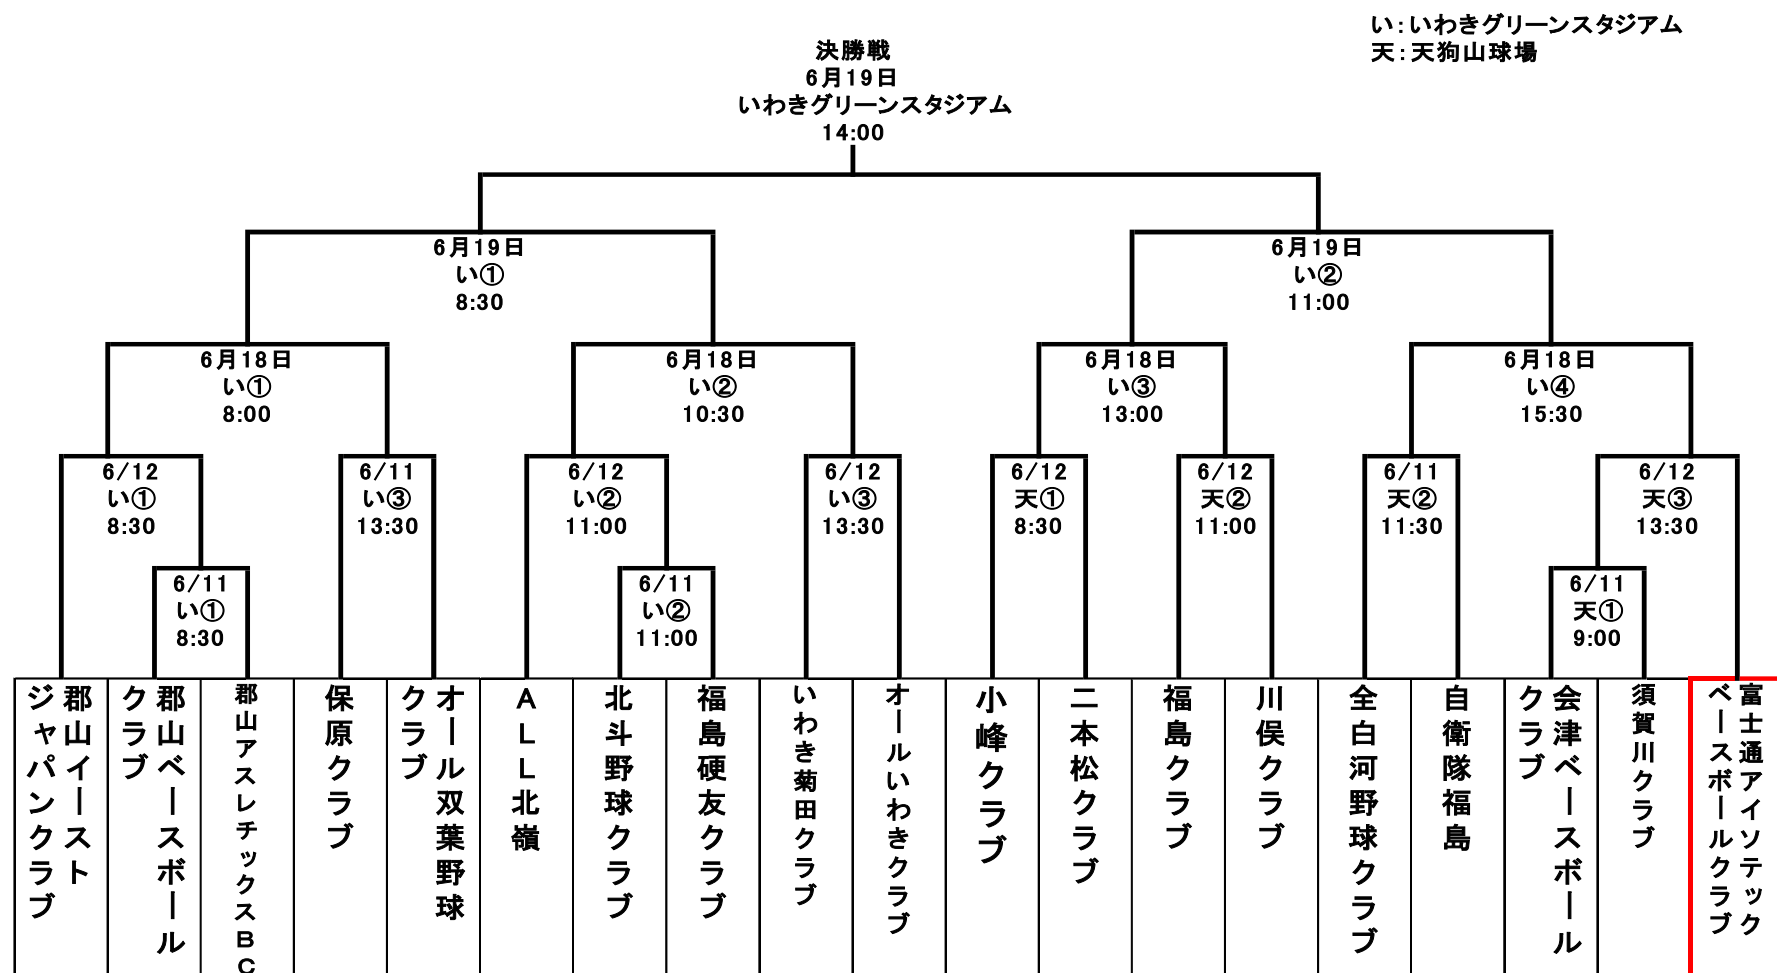 い：いわきグリーンスタジアム
天：天狗山球場
決勝戦
6月19日
いわきグリーンスタジアム
14:00
6月19日
い①
8:30
6月19日
い②
11:00
6月18日
い①
8:00
6月18日
い②
10:30
6月18日
い③
13:00
6月18日
い④
15:30
6/12
い①
8:30
6/11
い③
13:30
6/12
い②
11:00
6/12
い③
13:30
6/12
天①
8:30
6/12
天②
11:00
6/11
天②
11:30
6/12
天③
13:30
6/11
い①
8:30
6/11
い②
11:00
6/11
天①
9:00
郡山イースト
ジャパンクラブ
郡山ベースボール
クラブ
郡山アスレチックスBC
保原クラブ
オール双葉野球
クラブ
ALL北嶺
北斗野球クラブ
福島硬友クラブ
いわき菊田クラブ
オールいわきクラブ
小峰クラブ
二本松クラブ
福島クラブ
川俣クラブ
全白河野球クラブ
自衛隊福島
会津ベースボール
クラブ
須賀川クラブ
富士通アイソテック
ベースボールクラブ